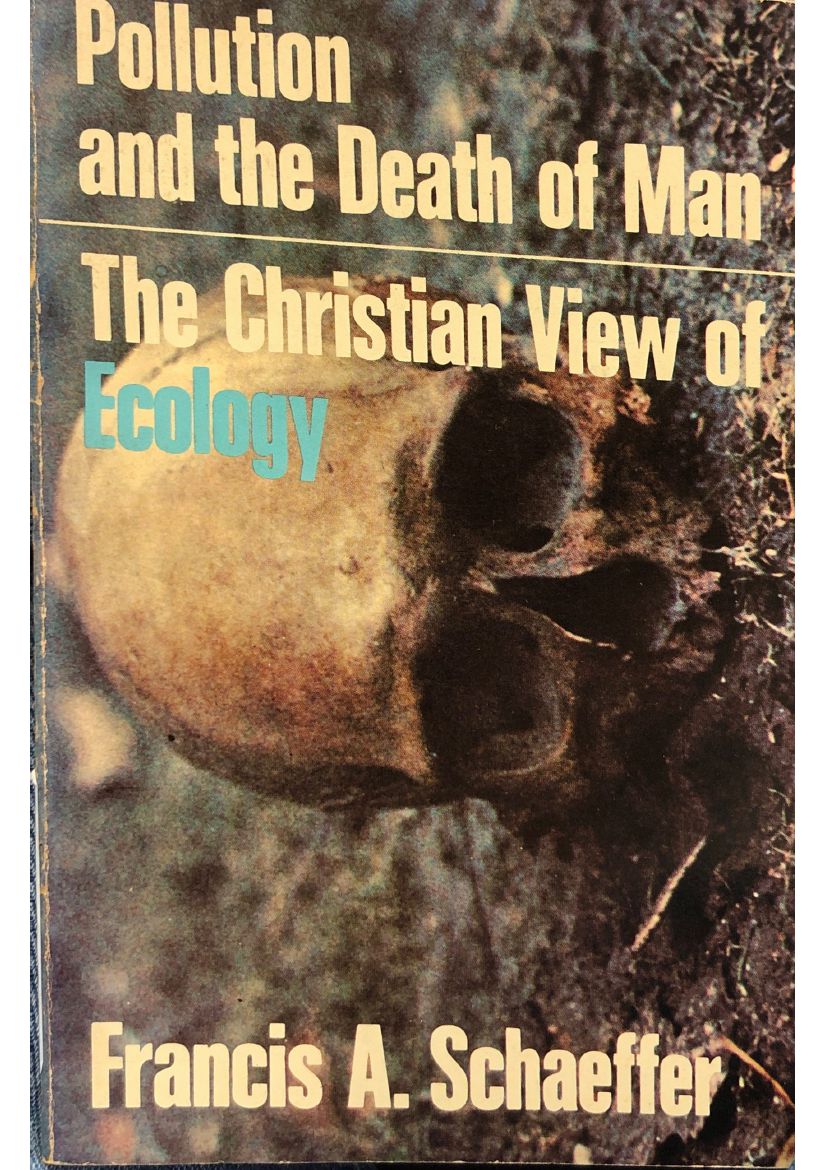 Pollution
and the Death of Man
The Christian View of
Ecology
Francis A. Schaeffer